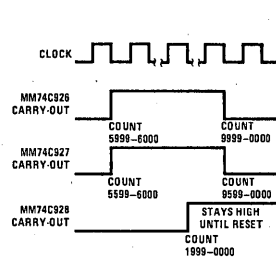 CLOCK
MM74C926
CARRY-OUT
COUNT
5999-6000
COUNT
9999-0000
MM74C927
CARRY-OUT
COUNT
5599-6000
COUNT
9599-0000
MM74C928
CARRY-OUT
STAYS HIGH
UNTIL RESET
COUNT
1999-0000